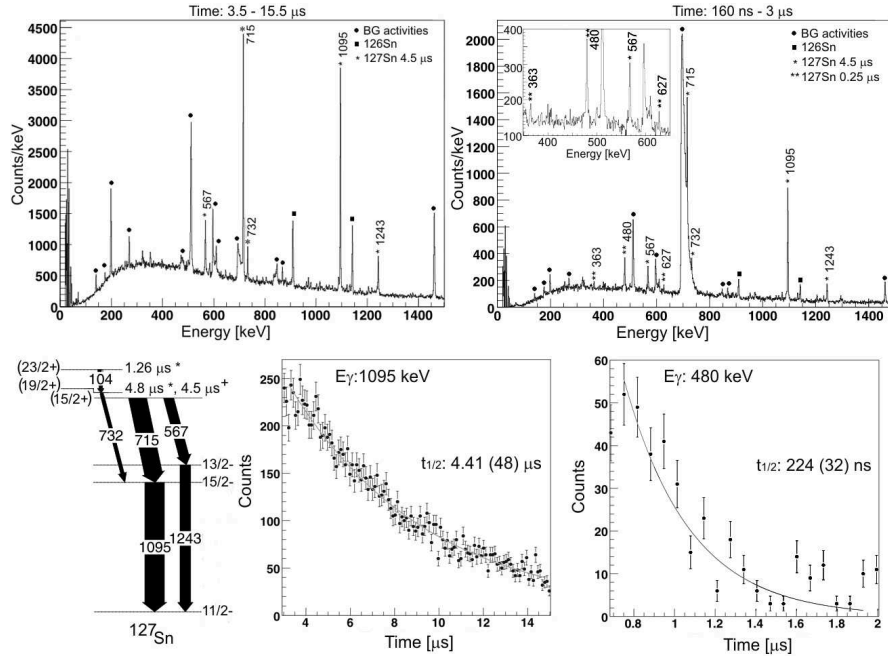 Time: 3.5 - 15.5 μs
715
1095
BG activities
126Sn
127Sn 4.5 μs
567
732
1243
4500
4000
3500
3000
2500
2000
1500
1000
500
0
Counts/keV
0 200 400 600 800 1000 1200 1400
Energy [keV]
Time: 160 ns - 3 μs
BG activities
126Sn
127Sn 4.5 μs
127Sn 0.25 μs
400
300
200
100
** 363
480
* 567
** 627
400 500 600
Energy [keV]
* 715
* 1095
** 363
** 480
* 567
** 627
* 732
* 1243
2000
1800
1600
1400
1200
1000
800
600
400
200
0
Counts/keV
0 200 400 600 800 1000 1200 1400
Energy [keV]
(23/2+) 1.26 μs *
104
(19/2+) 4.8 μs *, 4.5 μs +
(15/2+)
732 715 567
13/2-
15/2-
1095 1243
11/2-
127Sn
Eγ:1095 keV
t1/2: 4.41 (48) μs
250
200
150
100
50
0
Counts
4 6 8 10 12 14
Time [μs]
Eγ: 480 keV
t1/2: 224 (32) ns
60
50
40
30
20
10
0
Counts
0.8 1 1.2 1.4 1.6 1.8 2
Time [μs]